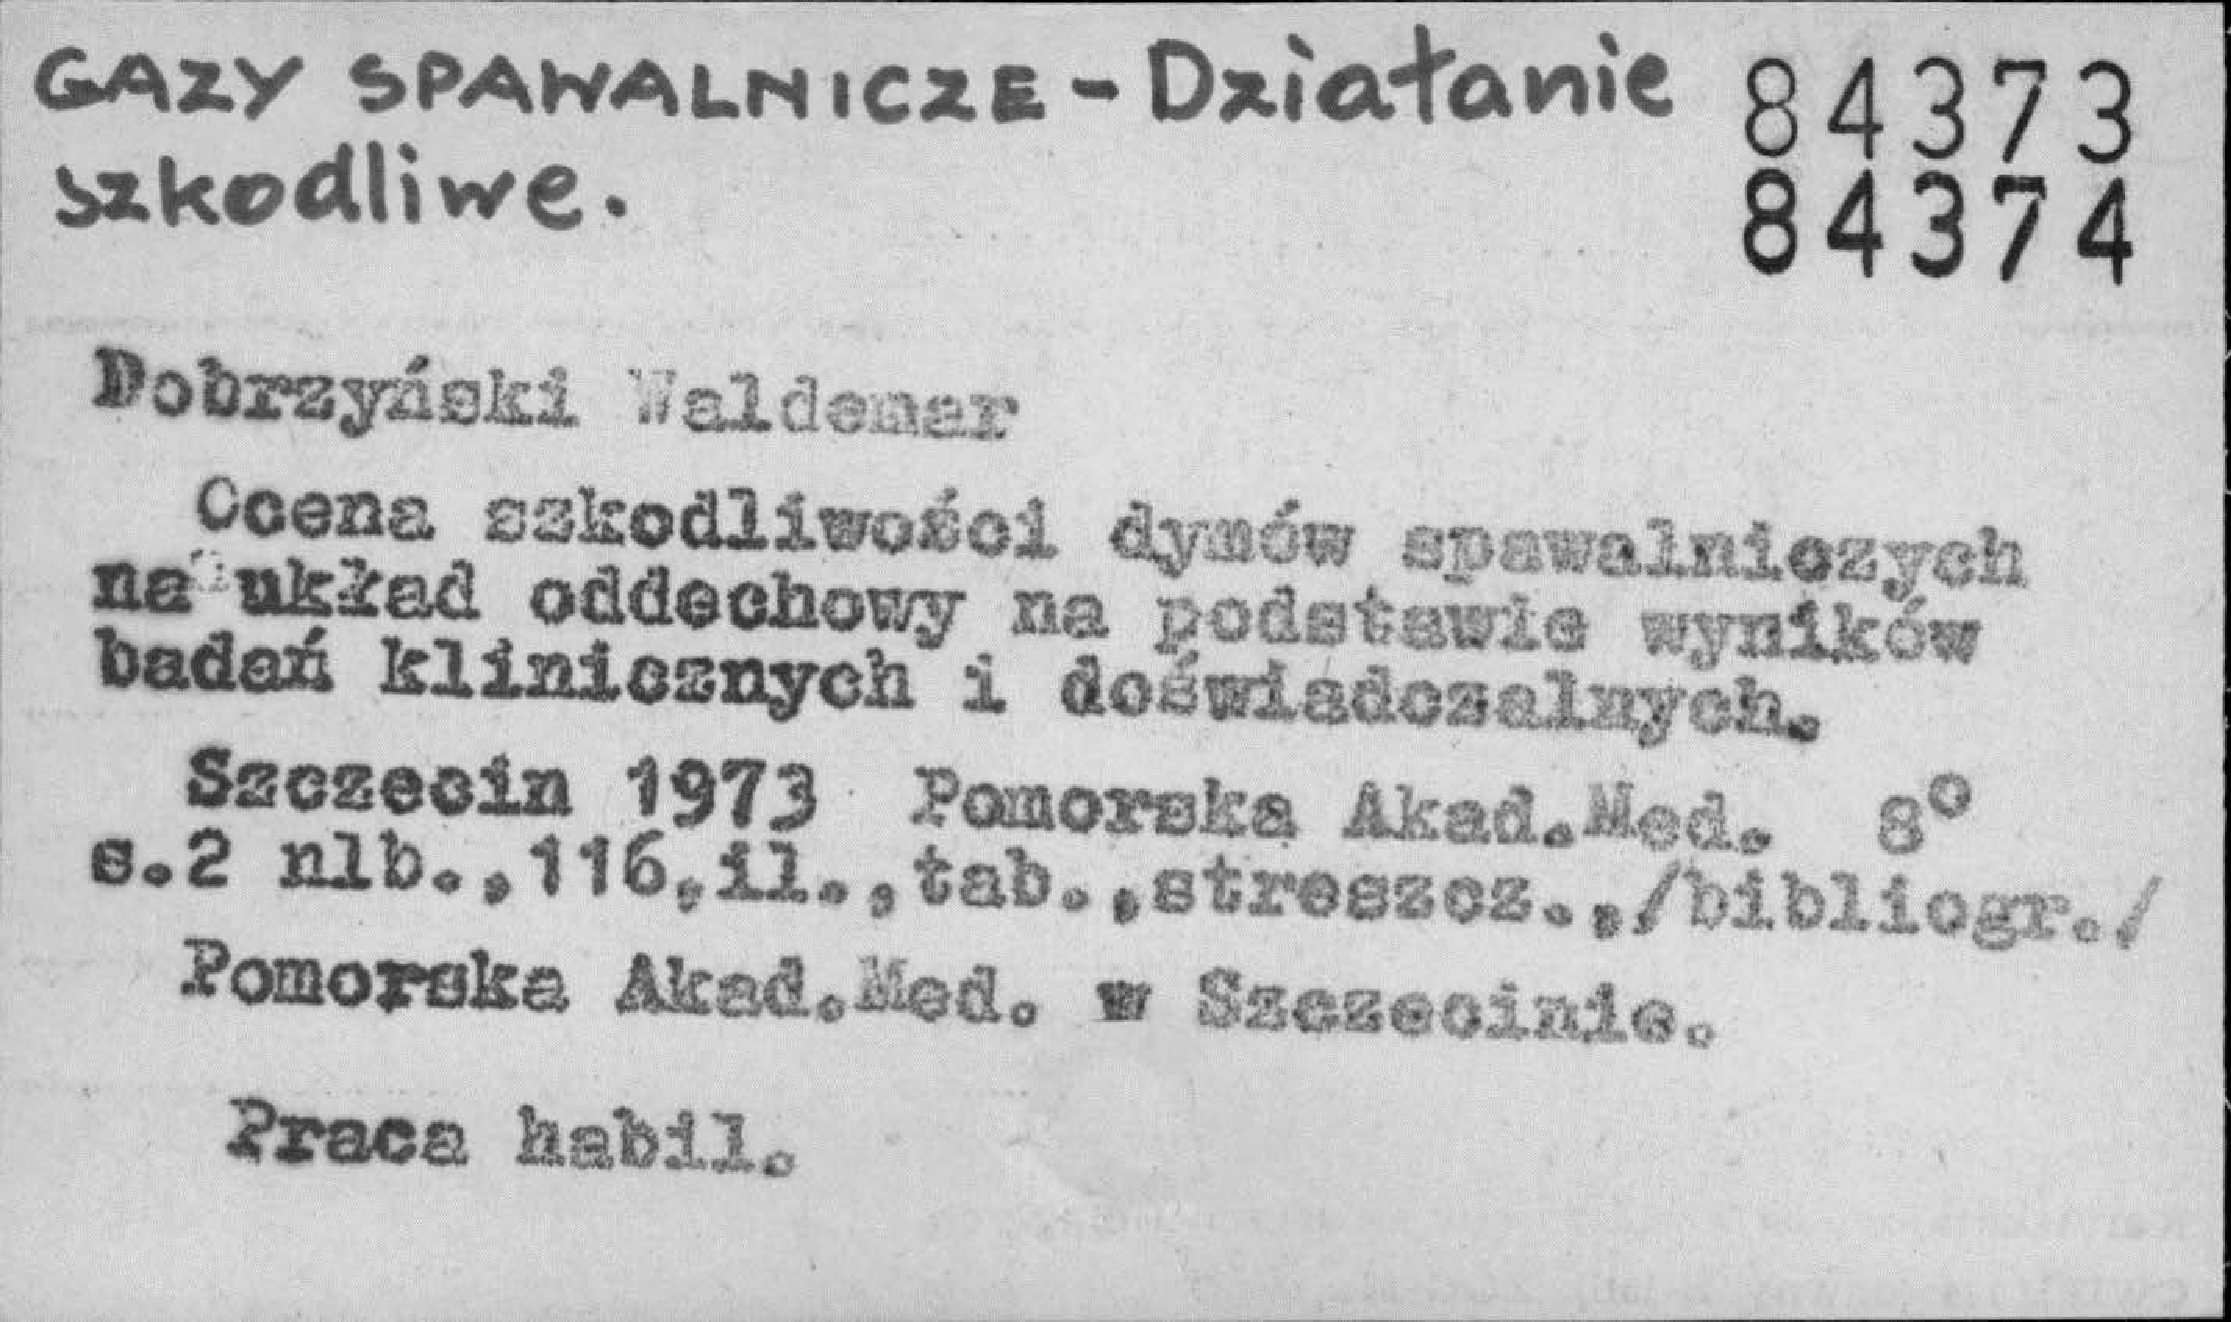 GAZY SPAWALNICZE - Działanie
szkodliwe.
84373
84374
Dobrzyński Waldemar
Ocena szkodliwości dymów spawalniczych
na układ oddechowy na podstawie wyników
badań klinicznych i doświadczalnych.
Szczecin 1973 Pomorska Akad.Med. 8°
s.2 nlb.,116,il.,tab.,streszcz.,/bibliogr./
Pomorska Akad.Med. w Szczecinie.
Praca habil.